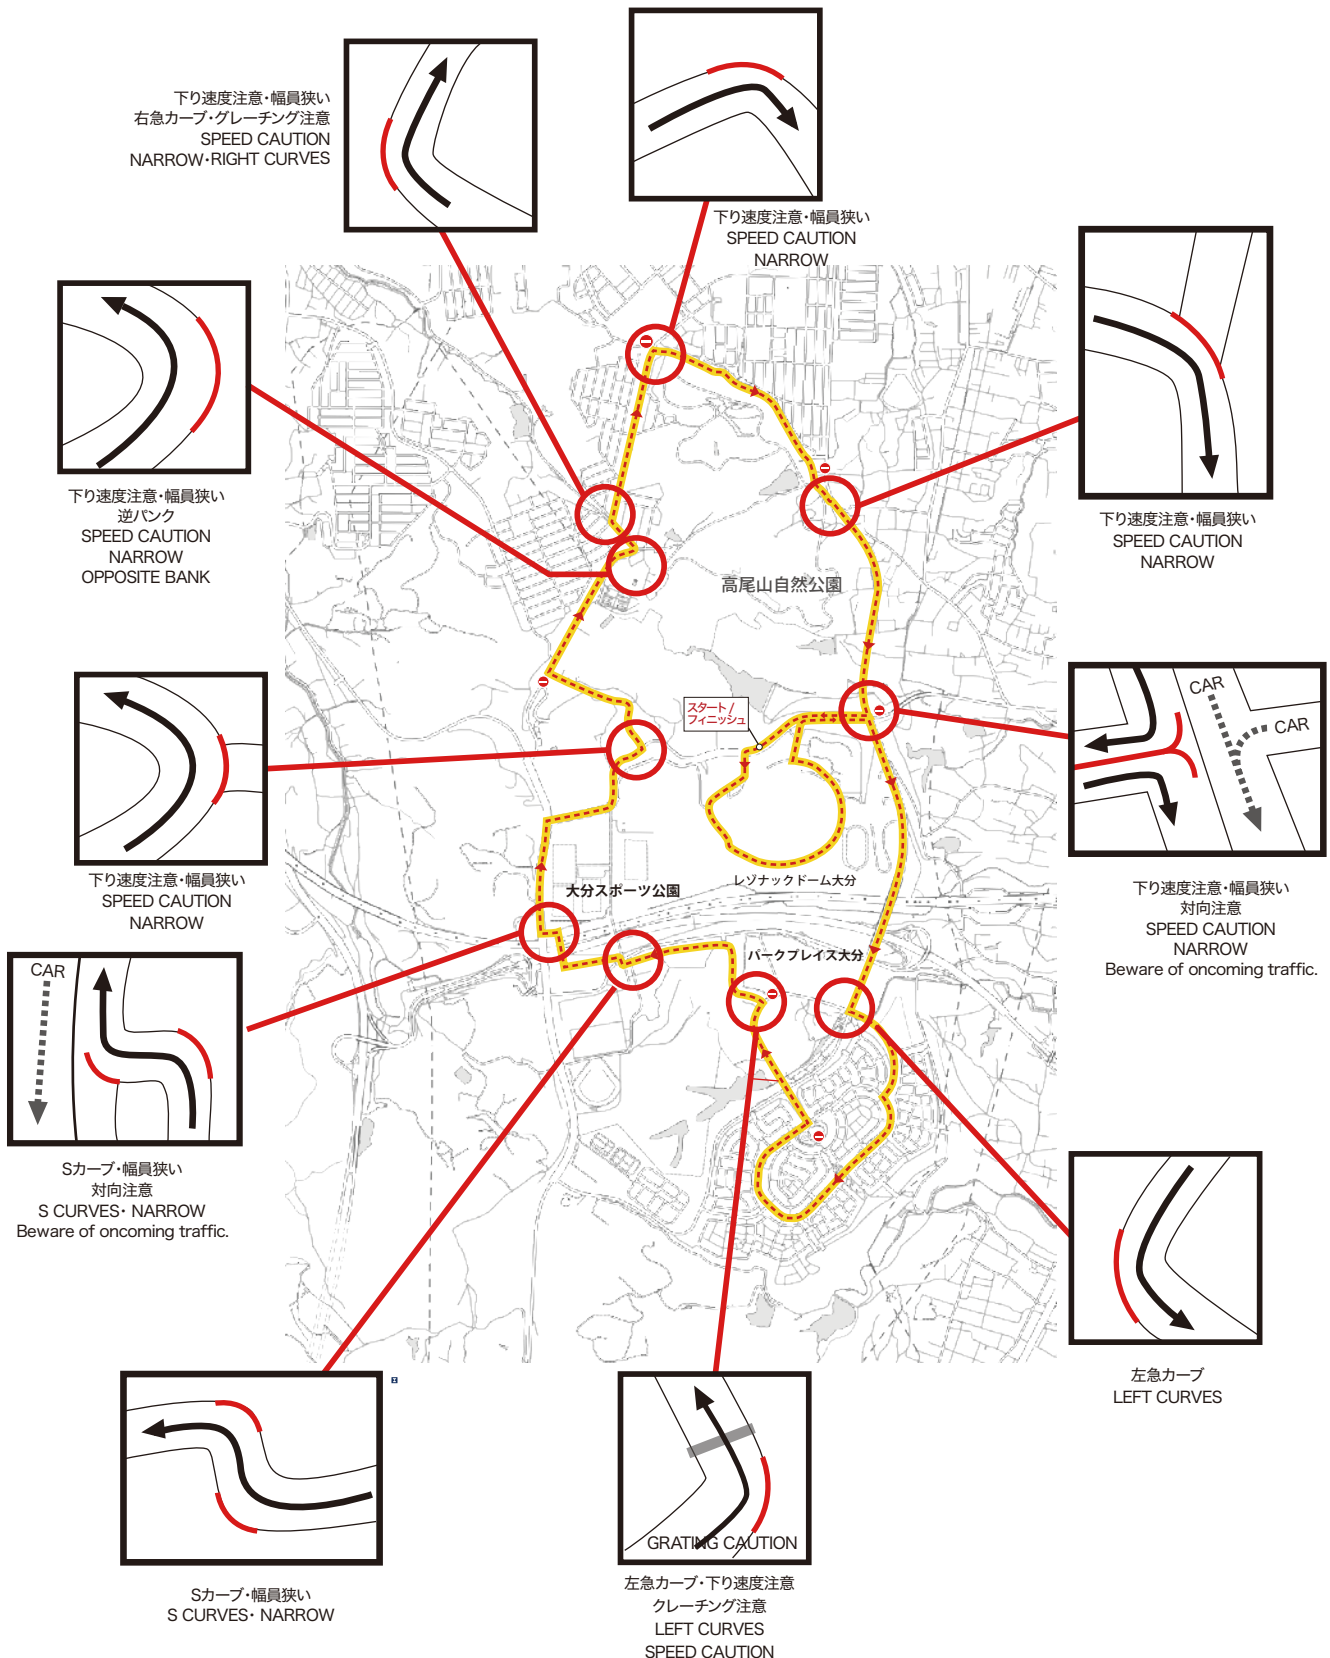 下り速度注意・幅員狭い
右急カーブ・グレーチング注意
SPEED CAUTION
NARROW・RIGHT CURVES
下り速度注意・幅員狭い
SPEED CAUTION
NARROW
下り速度注意・幅員狭い
逆バンク
SPEED CAUTION
NARROW
OPPOSITE BANK
下り速度注意・幅員狭い
SPEED CAUTION
NARROW
高尾山自然公園
スタート/
フィニッシュ
CAR
CAR
下り速度注意・幅員狭い
SPEED CAUTION
NARROW
レゾナックドーム大分
大分スポーツ公園
下り速度注意・幅員狭い
対向注意
SPEED CAUTION
NARROW
Beware of oncoming traffic.
パークプレイス大分
CAR
Sカーブ・幅員狭い
対向注意
S CURVES・ NARROW
Beware of oncoming traffic.
左急カーブ
LEFT CURVES
GRATING CAUTION
Sカーブ・幅員狭い
S CURVES・ NARROW
左急カーブ・下り速度注意
クレーチング注意
LEFT CURVES
SPEED CAUTION